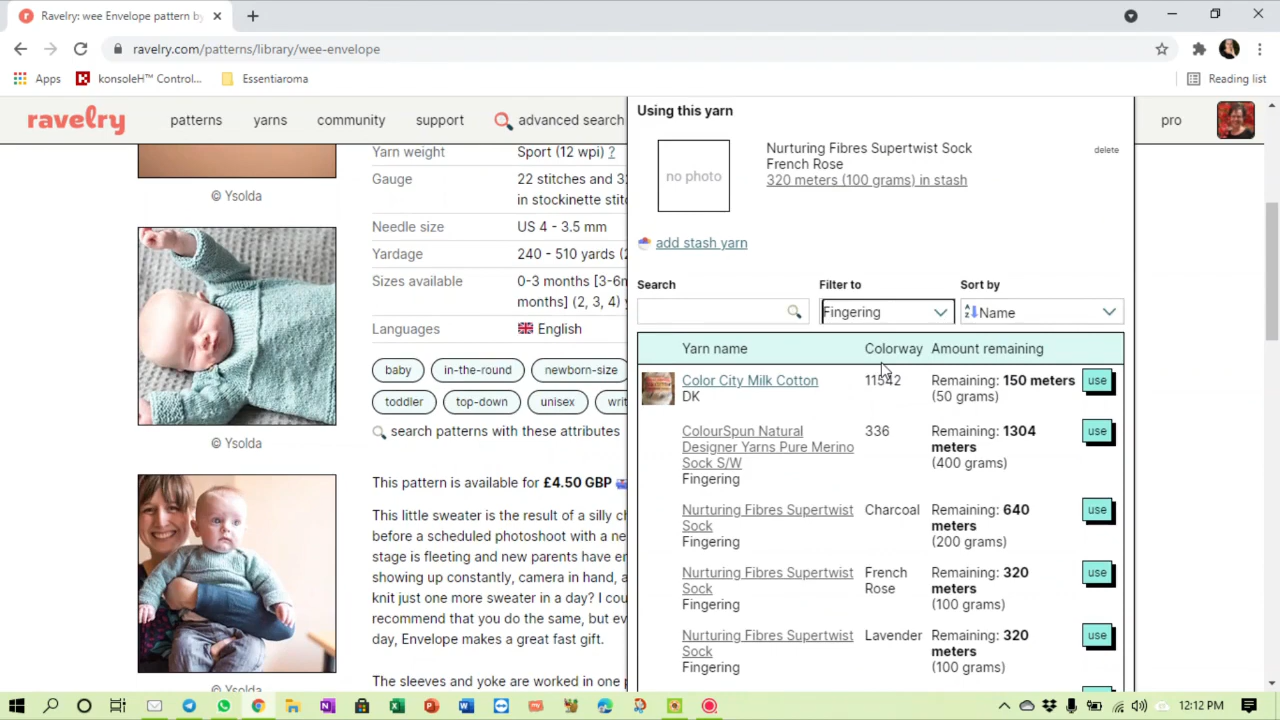 Ravelry: wee Envelope pattern by
ravelry.com/patterns/library/wee-envelope
Apps
konsoleH™ Control...
Essentiaroma
Reading list
ravelry
patterns
yarns
community
support
advanced search
pro
Yarn weight
Sport (12 wpi) ?
Gauge
22 stitches and 3
in stockinette stit
Needle size
US 4 - 3.5 mm
Yardage
240 - 510 yards (2
Sizes available
0-3 months [3-6
months] (2, 3, 4)
Languages
English
baby
in-the-round
newborn-size
toddler
top-down
unisex
writ
search patterns with these attributes
© Ysolda
© Ysolda
© Ysolda
This pattern is available for £4.50 GBP
This little sweater is the result of a silly ch
before a scheduled photoshoot with a ne
stage is fleeting and new parents have en
showing up constantly, camera in hand, a
knit just one more sweater in a day? I cou
recommend that you do the same, but ev
day, Envelope makes a great fast gift.
The sleeves and yoke are worked in one p
Using this yarn
no photo
Nurturing Fibres Supertwist Sock
French Rose
320 meters (100 grams) in stash
delete
add stash yarn
Search
Filter to
Sort by
Fingering
Name
Yarn name
Colorway
Amount remaining
Color City Milk Cotton
DK
11542
Remaining: 150 meters
(50 grams)
use
ColourSpun Natural
Designer Yarns Pure Merino
Sock S/W
Fingering
336
Remaining: 1304
meters
(400 grams)
use
Nurturing Fibres Supertwist
Sock
Fingering
Charcoal
Remaining: 640
meters
(200 grams)
use
Nurturing Fibres Supertwist
Sock
Fingering
French
Rose
Remaining: 320
meters
(100 grams)
use
Nurturing Fibres Supertwist
Sock
Fingering
Lavender
Remaining: 320
meters
(100 grams)
use
12:12 PM